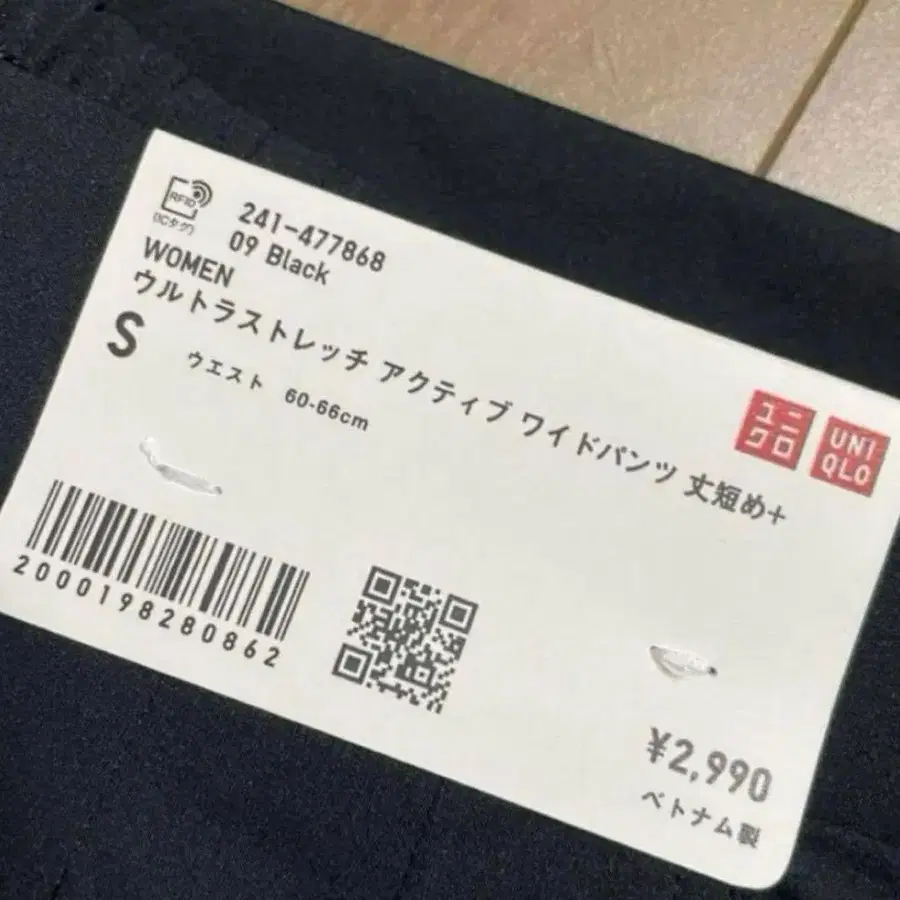 RFID
(ICタグ)
241-477868
09 Black
WOMEN
ウルトラストレッチ アクティブ ワイドパンツ 丈短め+
S
ウエスト 60-66cm
ユニ
クロ
UNI
QLO
2000198280862
¥2,990
ベトナム製